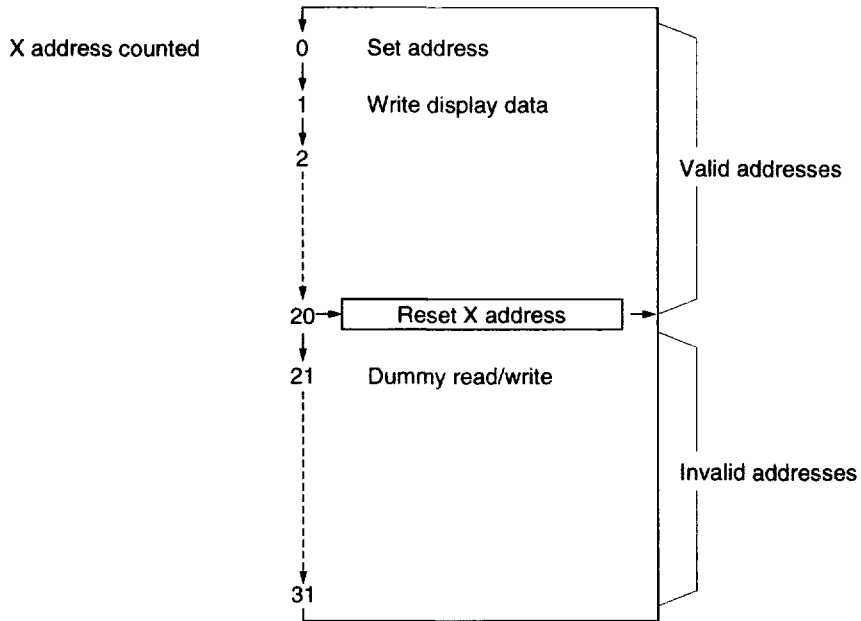 X address counted
0 Set address
1 Write display data
2
Valid addresses
20 Reset X address
21 Dummy read/write
Invalid addresses
31